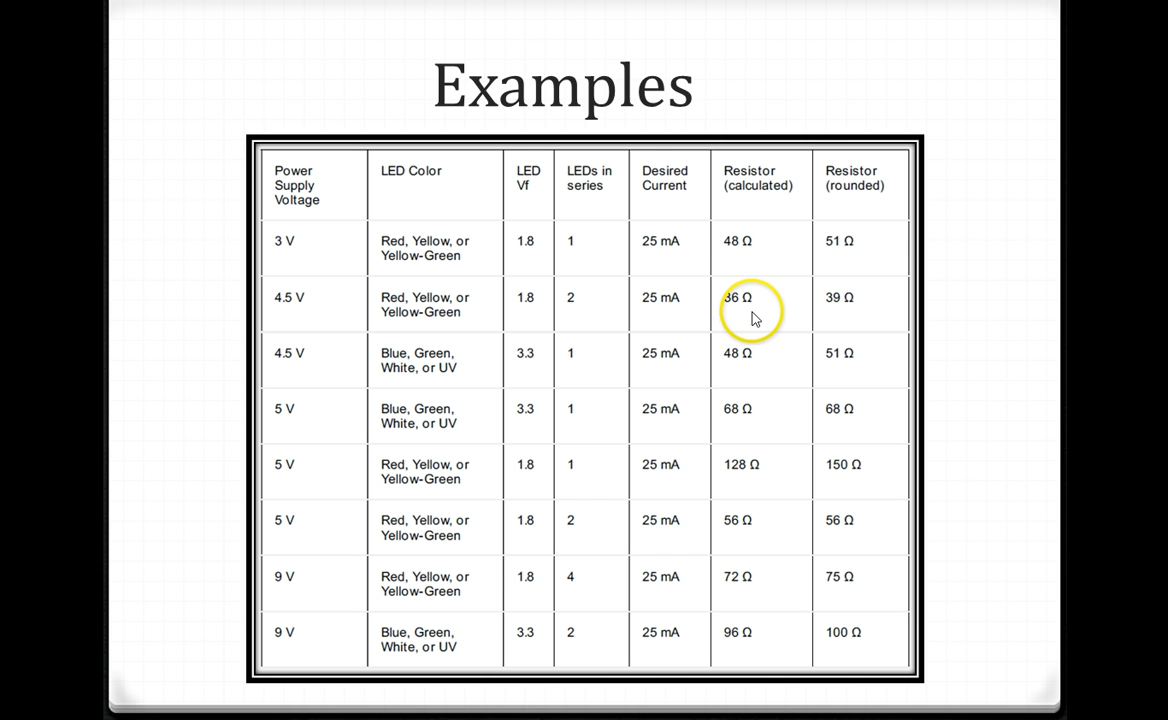 Examples
Power Supply Voltage LED Color LED Vf LEDs in series Desired Current Resistor (calculated) Resistor (rounded)
3 V Red, Yellow, or Yellow-Green 1.8 1 25 mA 48 Ω 51 Ω
4.5 V Red, Yellow, or Yellow-Green 1.8 2 25 mA 36 Ω 39 Ω
4.5 V Blue, Green, White, or UV 3.3 1 25 mA 48 Ω 51 Ω
5 V Blue, Green, White, or UV 3.3 1 25 mA 68 Ω 68 Ω
5 V Red, Yellow, or Yellow-Green 1.8 1 25 mA 128 Ω 150 Ω
5 V Red, Yellow, or Yellow-Green 1.8 2 25 mA 56 Ω 56 Ω
9 V Red, Yellow, or Yellow-Green 1.8 4 25 mA 72 Ω 75 Ω
9 V Blue, Green, White, or UV 3.3 2 25 mA 96 Ω 100 Ω